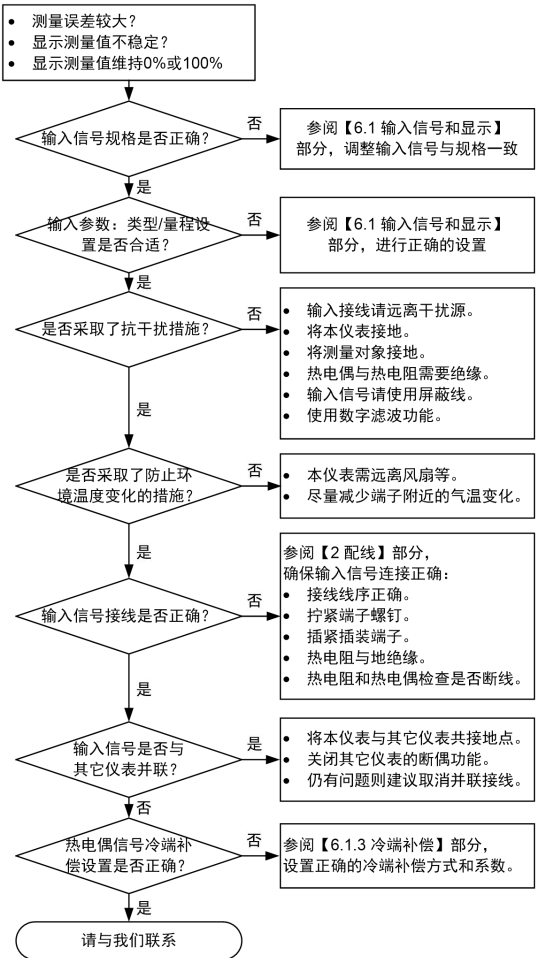 • 测量误差较大？
• 显示测量值不稳定？
• 显示测量值维持0%或100%
输入信号规格是否正确？
否
参阅【6.1 输入信号和显示】
部分，调整输入信号与规格一致
是
输入参数：类型/量程设
置是否合适？
否
参阅【6.1 输入信号和显示】
部分，进行正确的设置
是
是否采取了抗干扰措施？
否
• 输入接线请远离干扰源。
• 将本仪表接地。
• 将测量对象接地。
• 热电偶与热电阻需要绝缘。
• 输入信号请使用屏蔽线。
• 使用数字滤波功能。
是
是否采取了防止环
境温度变化的措施？
否
• 本仪表需远离风扇等。
• 尽量减少端子附近的气温变化。
是
输入信号接线是否正确？
否
参阅【2 配线】部分，
确保输入信号连接正确：
• 接线线序正确。
• 拧紧端子螺钉。
• 插紧插装端子。
• 热电阻与地绝缘。
• 热电阻和热电偶检查是否断线。
是
输入信号是否与
其它仪表并联？
是
• 将本仪表与其它仪表共接地点。
• 关闭其它仪表的断偶功能。
• 仍有问题则建议取消并联接线。
否
热电偶信号冷端补
偿设置是否正确？
否
参阅【6.1.3 冷端补偿】部分，
设置正确的冷端补偿方式和系数。
是
请与我们联系